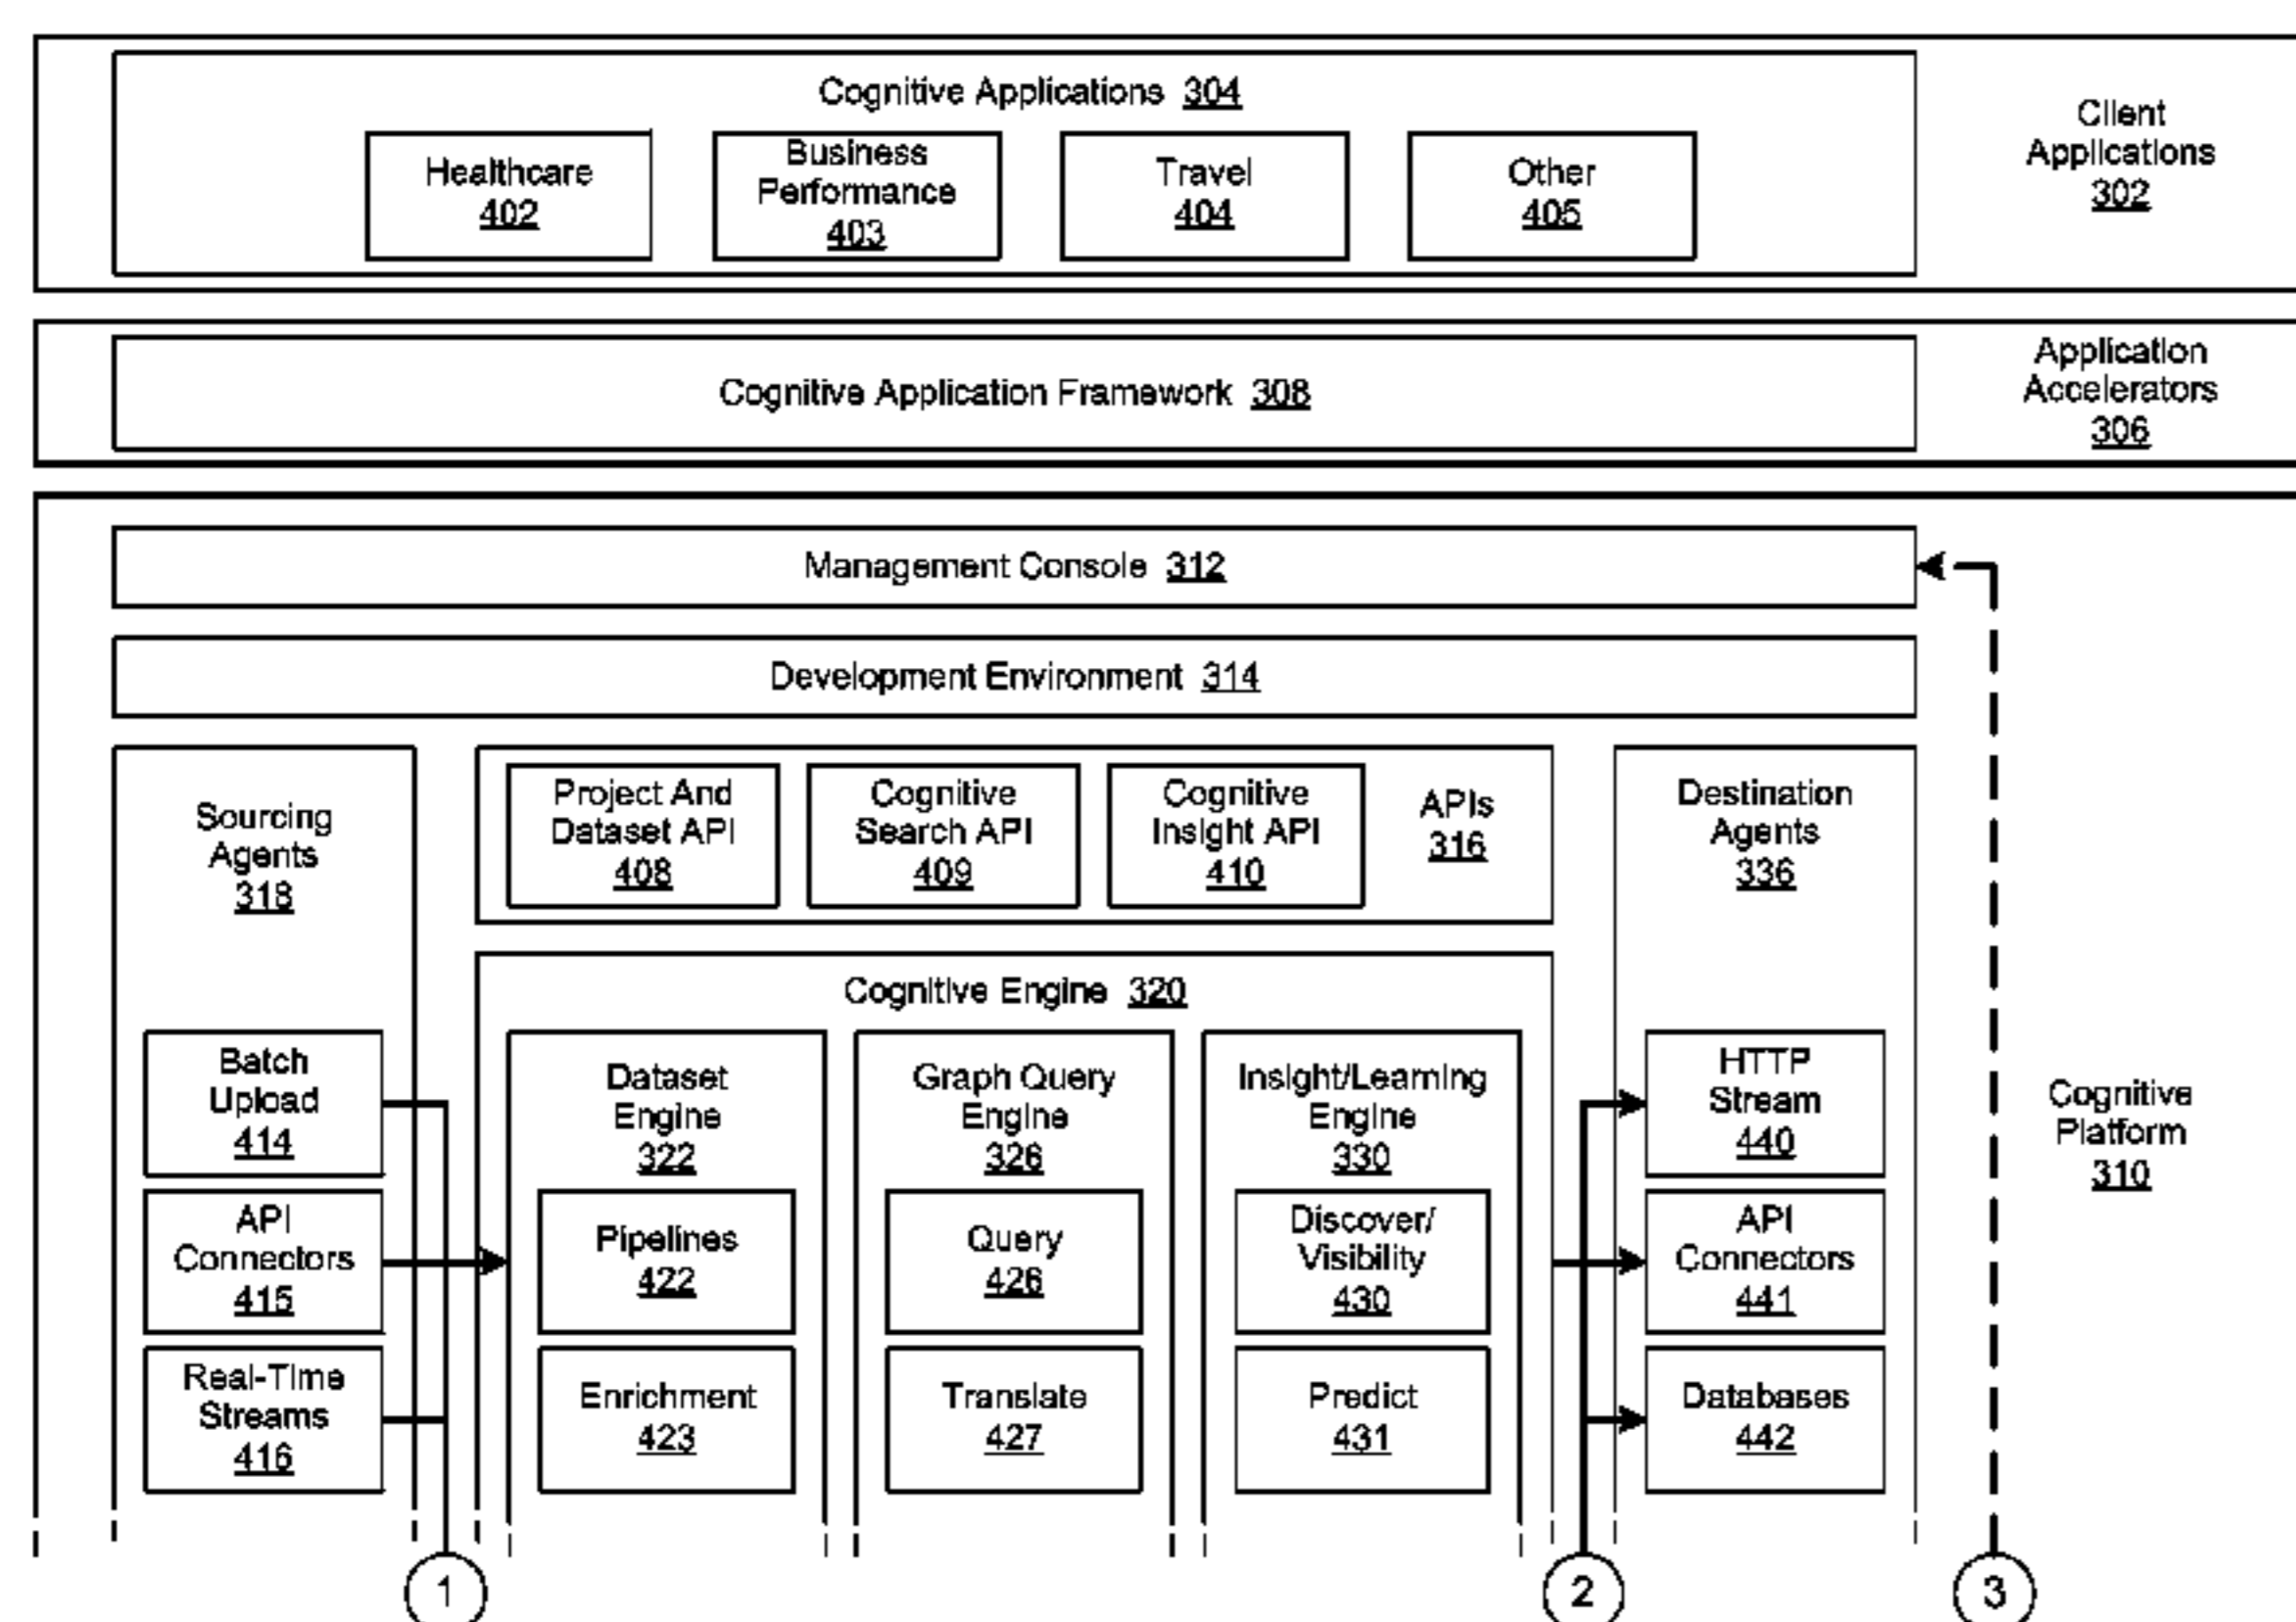 Cognitive Applications 304
Healthcare
402
Business
Performance
403
Travel
404
Other
405
Client
Applications
302
Cognitive Application Framework 308
Application
Accelerators
306
Management Console 312
Development Environment 314
Sourcing
Agents
318
Project And
Dataset API
408
Cognitive
Search API
409
Cognitive
Insight API
410
APIs
316
Destination
Agents
336
Cognitive Engine 320
Batch
Upload
414
API
Connectors
415
Real-Time
Streams
416
Dataset
Engine
322
Pipelines
422
Enrichment
423
Graph Query
Engine
326
Query
426
Translate
427
Insight/Learning
Engine
330
Discover/
Visibility
430
Predict
431
HTTP
Stream
440
API
Connectors
441
Databases
442
Cognitive
Platform
310
1
2
3